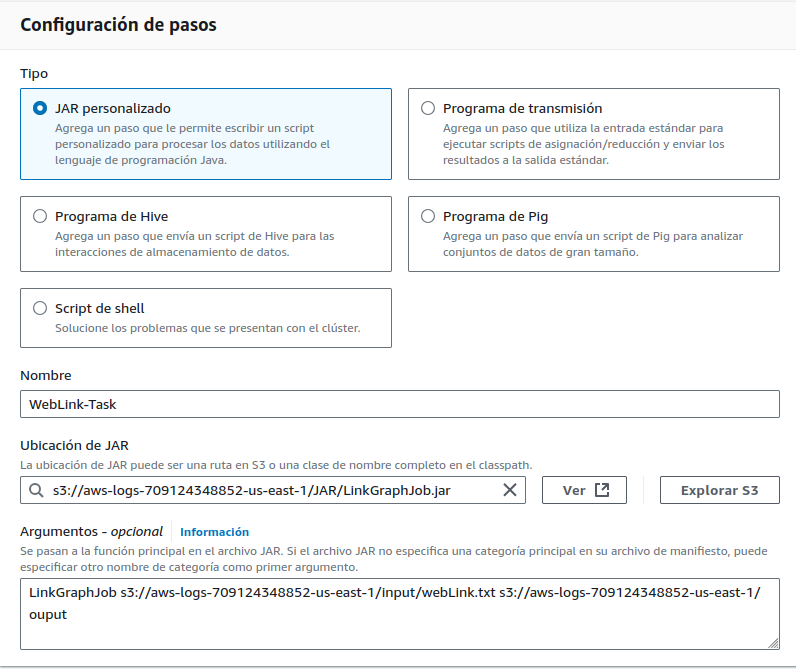 Configuración de pasos
Tipo
JAR personalizado
Agrega un paso que le permite escribir un script
personalizado para procesar los datos utilizando el
lenguaje de programación Java.
Programa de transmisión
Agrega un paso que utiliza la entrada estándar para
ejecutar scripts de asignación/reducción y enviar los
resultados a la salida estándar.
Programa de Hive
Agrega un paso que envía un script de Hive para las
interacciones de almacenamiento de datos.
Programa de Pig
Agrega un paso que envía un script de Pig para analizar
conjuntos de datos de gran tamaño.
Script de shell
Solucione los problemas que se presentan con el clúster.
Nombre
WebLink-Task
Ubicación de JAR
La ubicación de JAR puede ser una ruta en S3 o una clase de nombre completo en el classpath.
s3://aws-logs-709124348852-us-east-1/JAR/LinkGraphJob.jar
Ver
Explorar S3
Argumentos - opcional Información
Se pasan a la función principal en el archivo JAR. Si el archivo JAR no especifica una categoría principal en su archivo de manifiesto, puede
especificar otro nombre de categoría como primer argumento.
LinkGraphJob s3://aws-logs-709124348852-us-east-1/input/webLink.txt s3://aws-logs-709124348852-us-east-1/
ouput